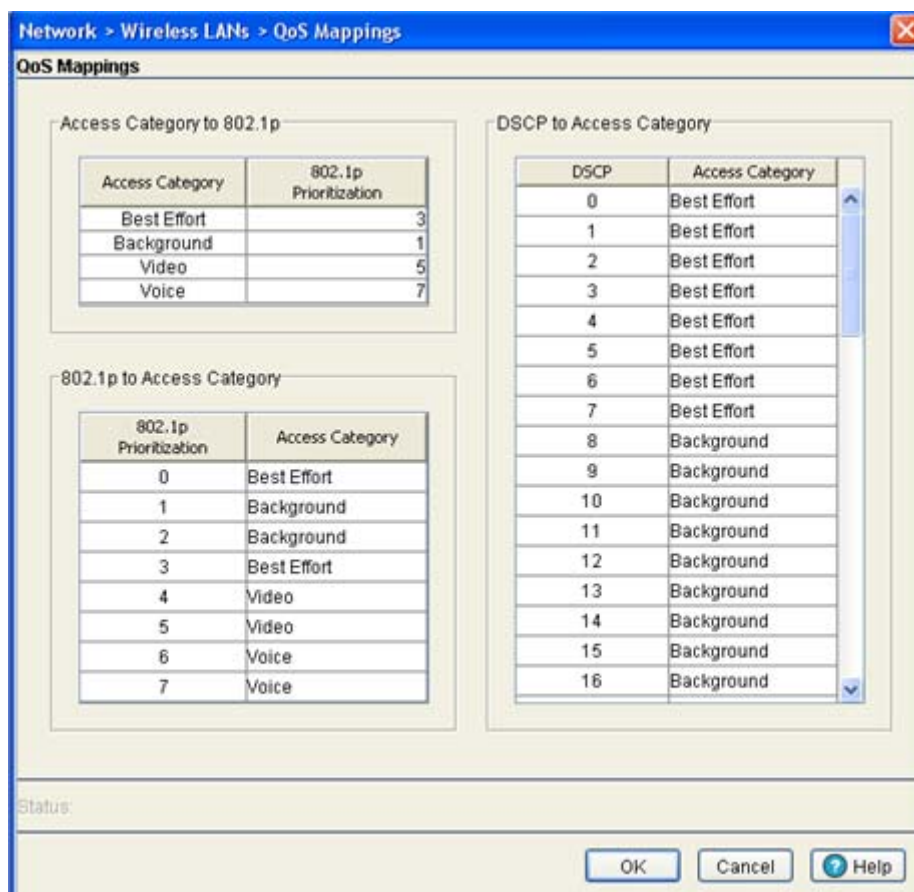 Network > Wireless LANs > QoS Mappings
QoS Mappings
Access Category to 802.1p
Access Category 802.1p Prioritization
Best Effort 3
Background 1
Video 5
Voice 7
802.1p to Access Category
802.1p Prioritization Access Category
0 Best Effort
1 Background
2 Background
3 Best Effort
4 Video
5 Video
6 Voice
7 Voice
DSCP to Access Category
DSCP Access Category
0 Best Effort
1 Best Effort
2 Best Effort
3 Best Effort
4 Best Effort
5 Best Effort
6 Best Effort
7 Best Effort
8 Background
9 Background
10 Background
11 Background
12 Background
13 Background
14 Background
15 Background
16 Background
Status:
OK Cancel ? Help